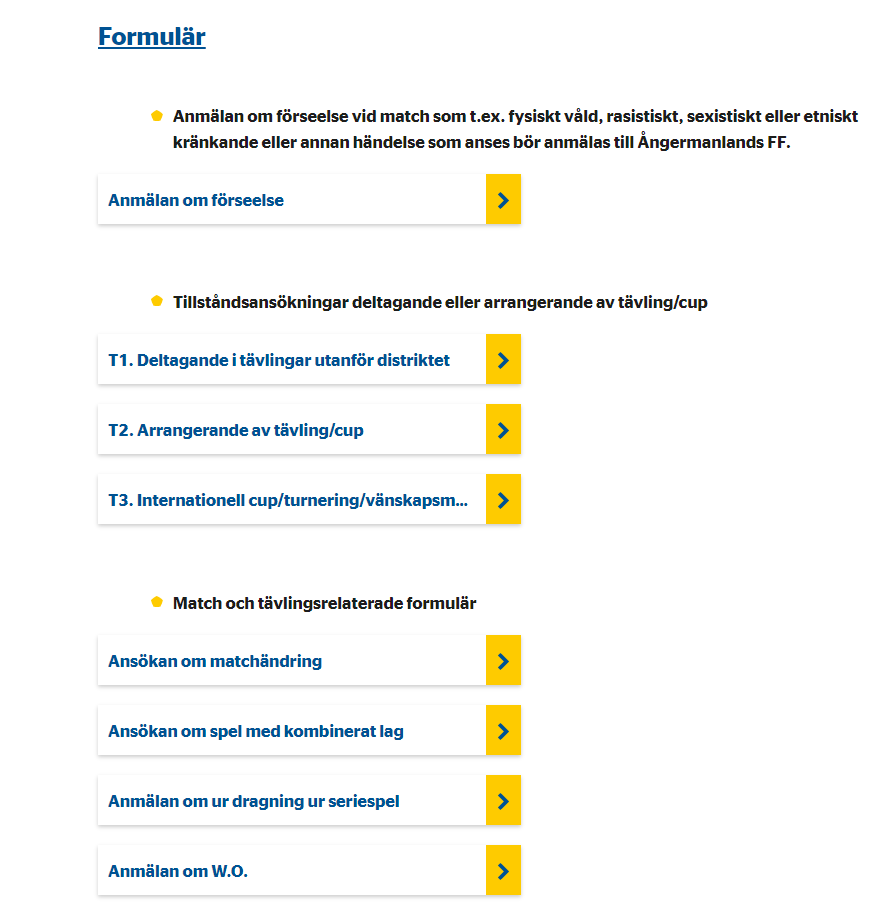 Formulär
Anmälan om förseelse vid match som t.ex. fysiskt våld, rasistiskt, sexistiskt eller etniskt
kränkande eller annan händelse som anses bör anmälas till Ångermanlands FF.
Anmälan om förseelse
Tillståndsansökningar deltagande eller arrangerande av tävling/cup
T1. Deltagande i tävlingar utanför distriktet
T2. Arrangerande av tävling/cup
T3. Internationell cup/turnering/vänskapsm...
Match och tävlingsrelaterade formulär
Ansökan om matchändring
Ansökan om spel med kombinerat lag
Anmälan om ur dragning ur seriespel
Anmälan om W.O.